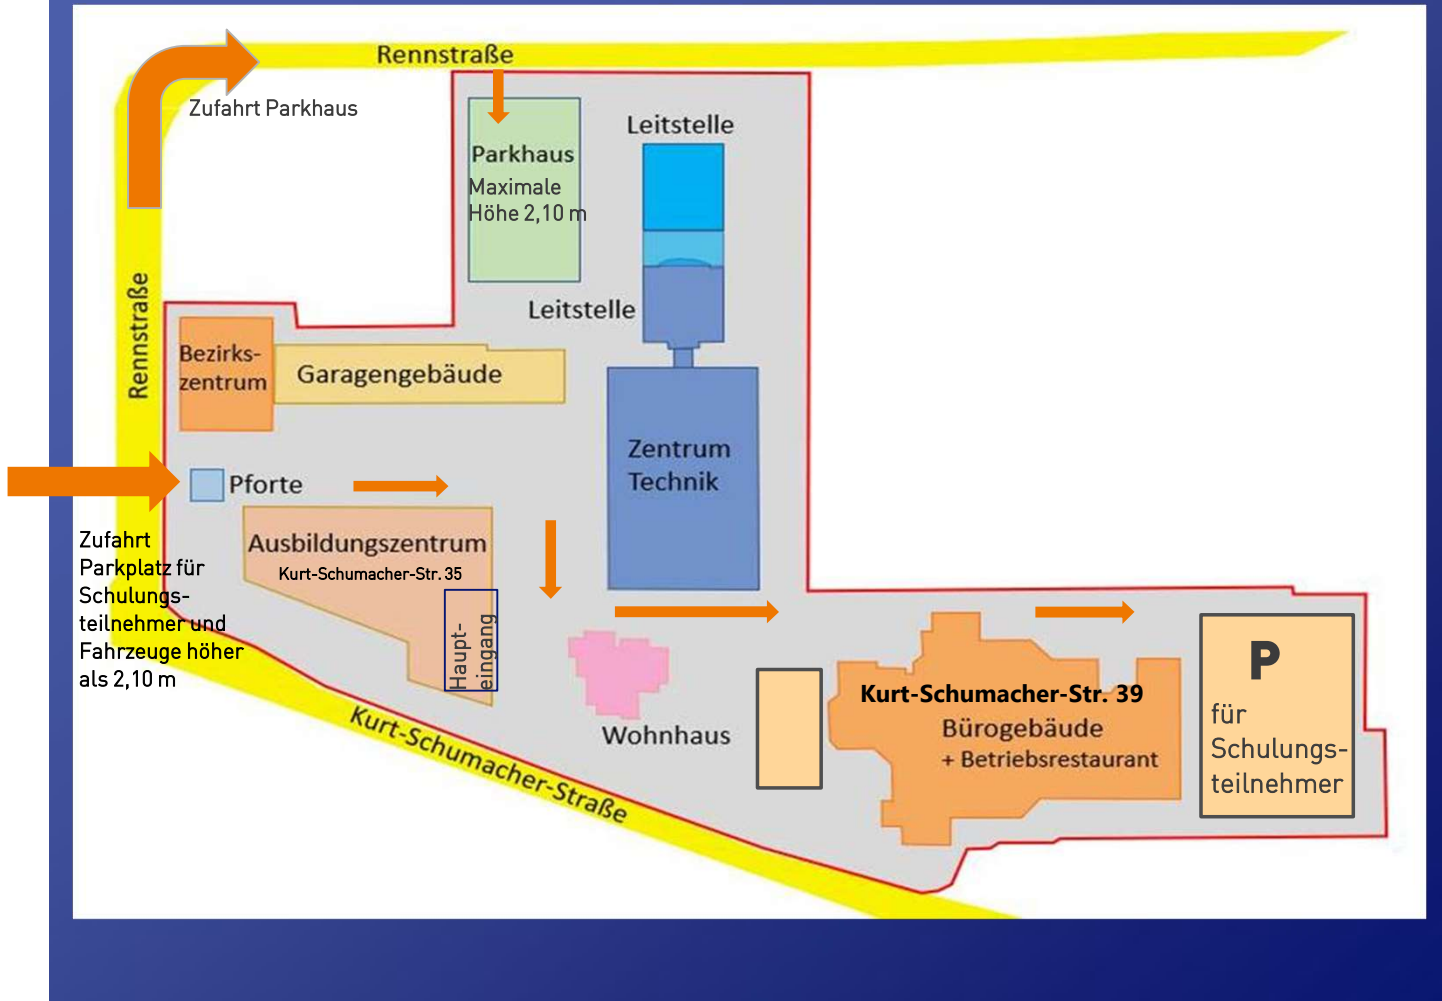 Rennstraße
Zufahrt Parkhaus
Leitstelle
Parkhaus
Maximale
Höhe 2,10 m
Rennstraße
Leitstelle
Bezirks-
zentrum
Garagengebäude
Zentrum
Technik
Pforte
Zufahrt
Parkplatz für
Schulungs-
teilnehmer und
Fahrzeuge höher
als 2,10 m
Ausbildungszentrum
Kurt-Schumacher-Str. 35
Haupt-
eingang
Wohnhaus
Kurt-Schumacher-Straße
Kurt-Schumacher-Str. 39
Bürogebäude
+ Betriebsrestaurant
P
für
Schulungs-
teilnehmer